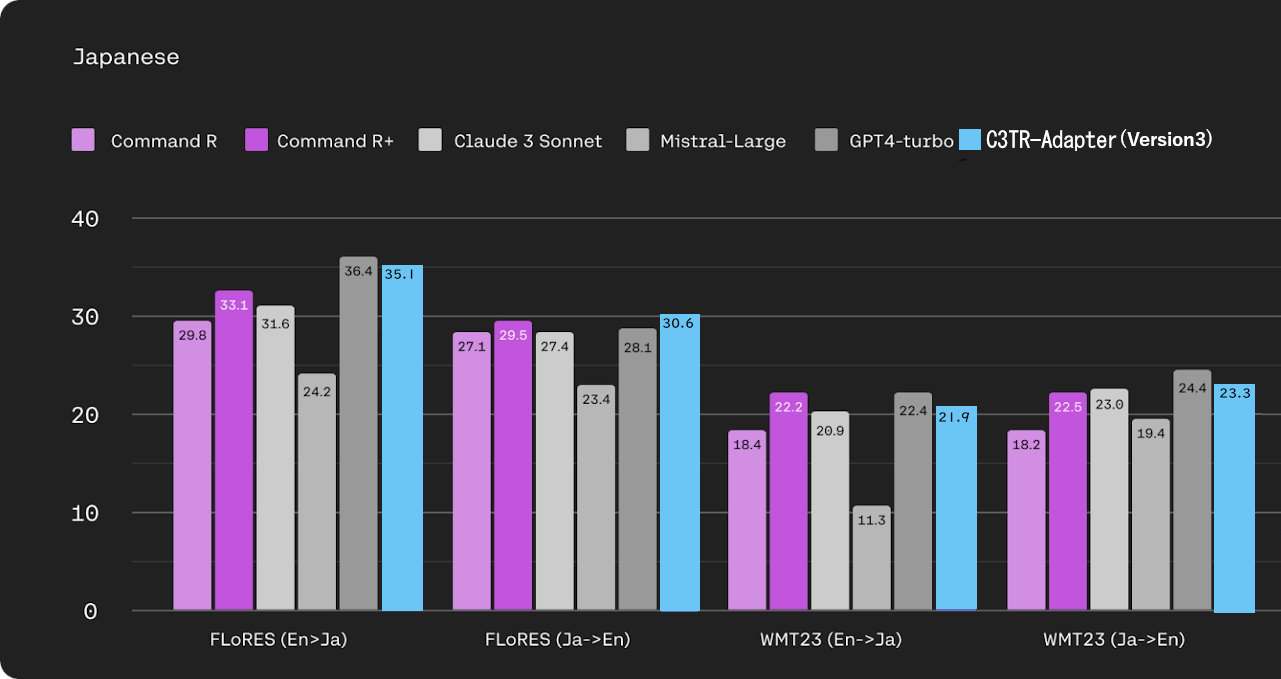 Japanese
Command R Command R+ Claude 3 Sonnet Mistral-Large GPT4-turbo C3TR-Adapter(Version3)
40
30
20
10
0
29.8 33.1 31.6 24.2 36.4 35.1
27.1 29.5 27.4 23.4 28.1 30.6
18.4 22.2 20.9 11.3 22.4 21.9
18.2 22.5 23.0 19.4 24.4 23.3
FLoRES (En>Ja) FLoRES (Ja->En) WMT23 (En->Ja) WMT23 (Ja->En)